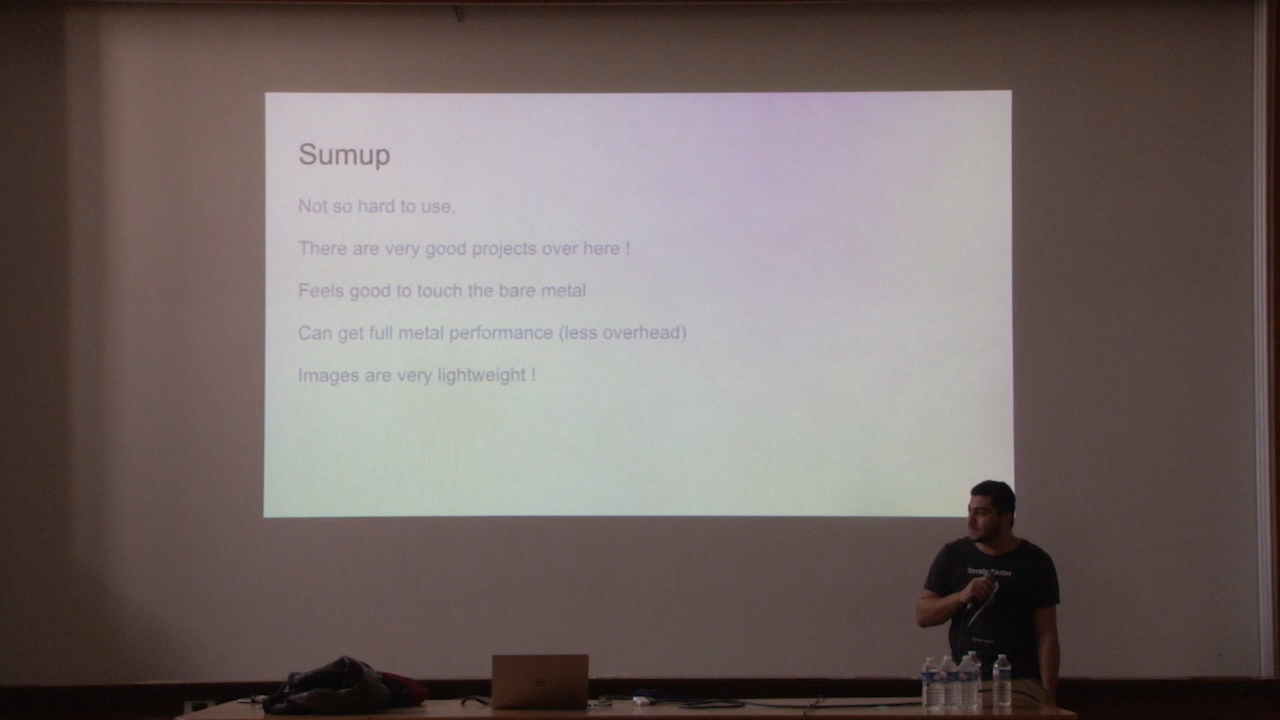 Sumup
Not so hard to use,
There are very good projects over here !
Feels good to touch the bare metal
Can get full metal performance (less overhead)
Images are very lightweight !